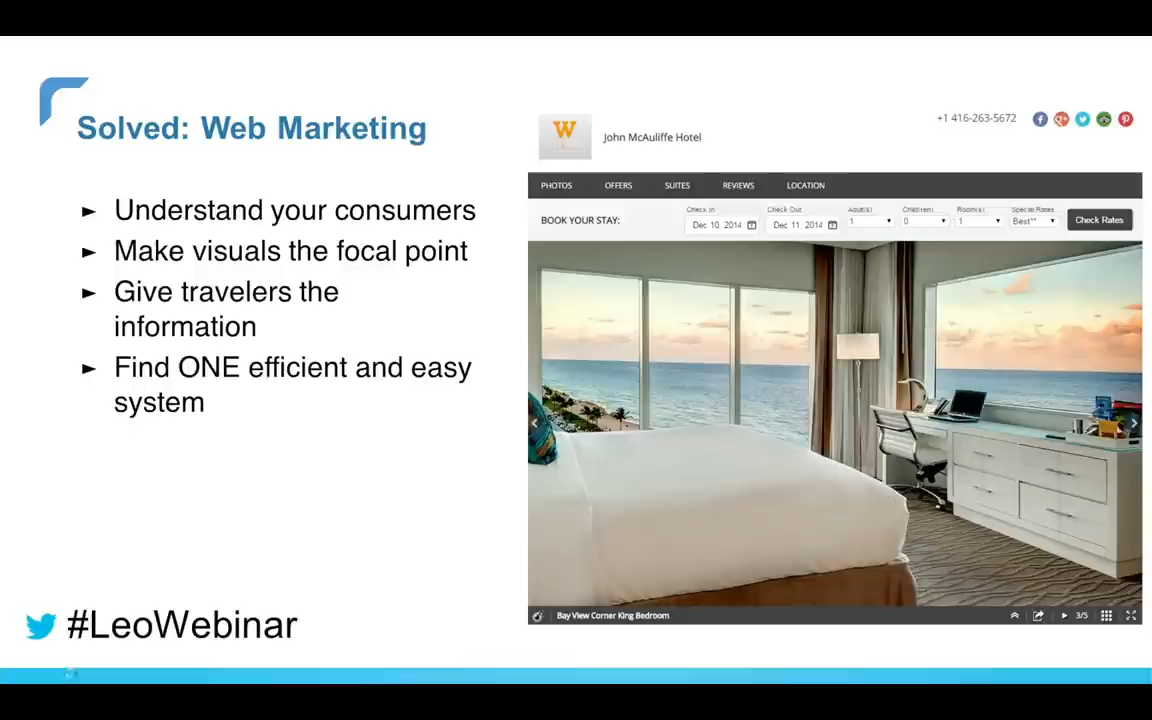 Solved: Web Marketing
► Understand your consumers
► Make visuals the focal point
► Give travelers the
information
► Find ONE efficient and easy
system
#LeoWebinar
W
John McAuliffe Hotel
+1 416-263-5672
PHOTOS OFFERS SUITES REVIEWS LOCATION
BOOK YOUR STAY:
Check In Check Out Adult(s) Children: Room(s) Special Rates
Dec 10, 2014 Dec 11, 2014 1 0 1 Best** Check Rates
Bay View Corner King Bedroom 3/5